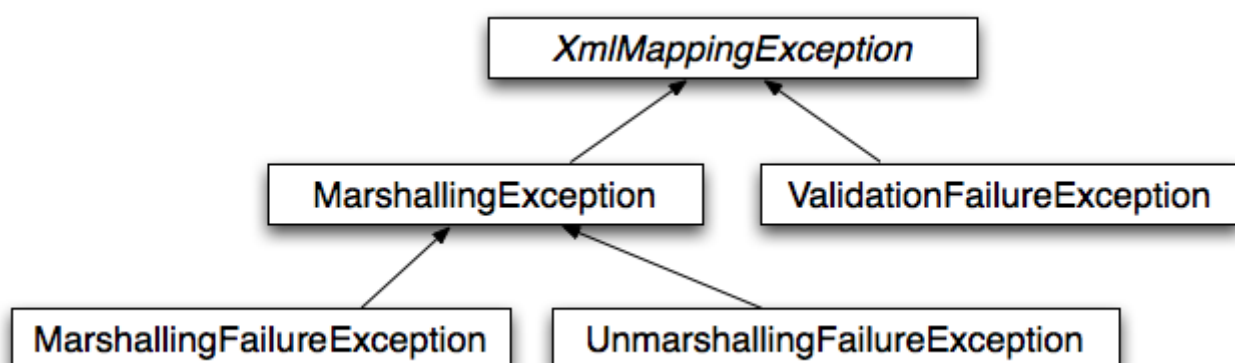 XmlMappingException
MarshallingException
ValidationFailureException
MarshallingFailureException
UnmarshallingFailureException